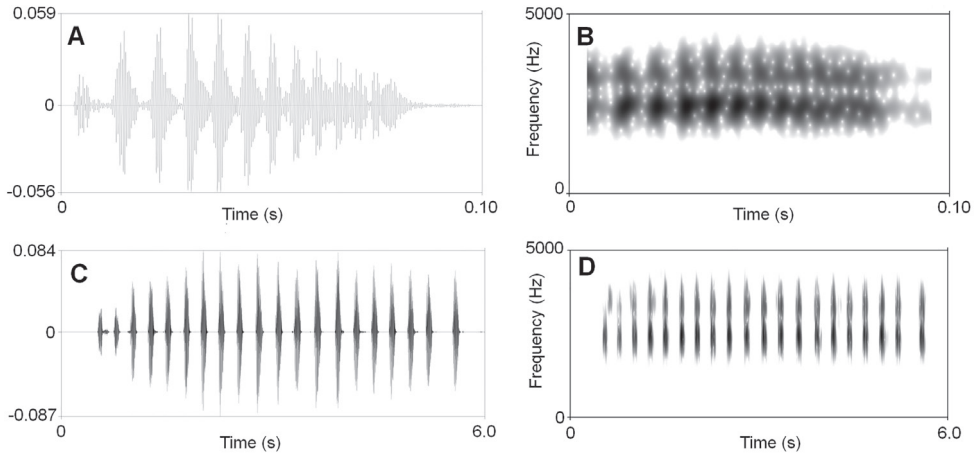 0.059
A
0
-0.056
0
0.10
Time (s)
5000
B
Frequency (Hz)
0
0
0.10
Time (s)
0.084
C
0
-0.087
0
6.0
Time (s)
5000
D
Frequency (Hz)
0
0
6.0
Time (s)